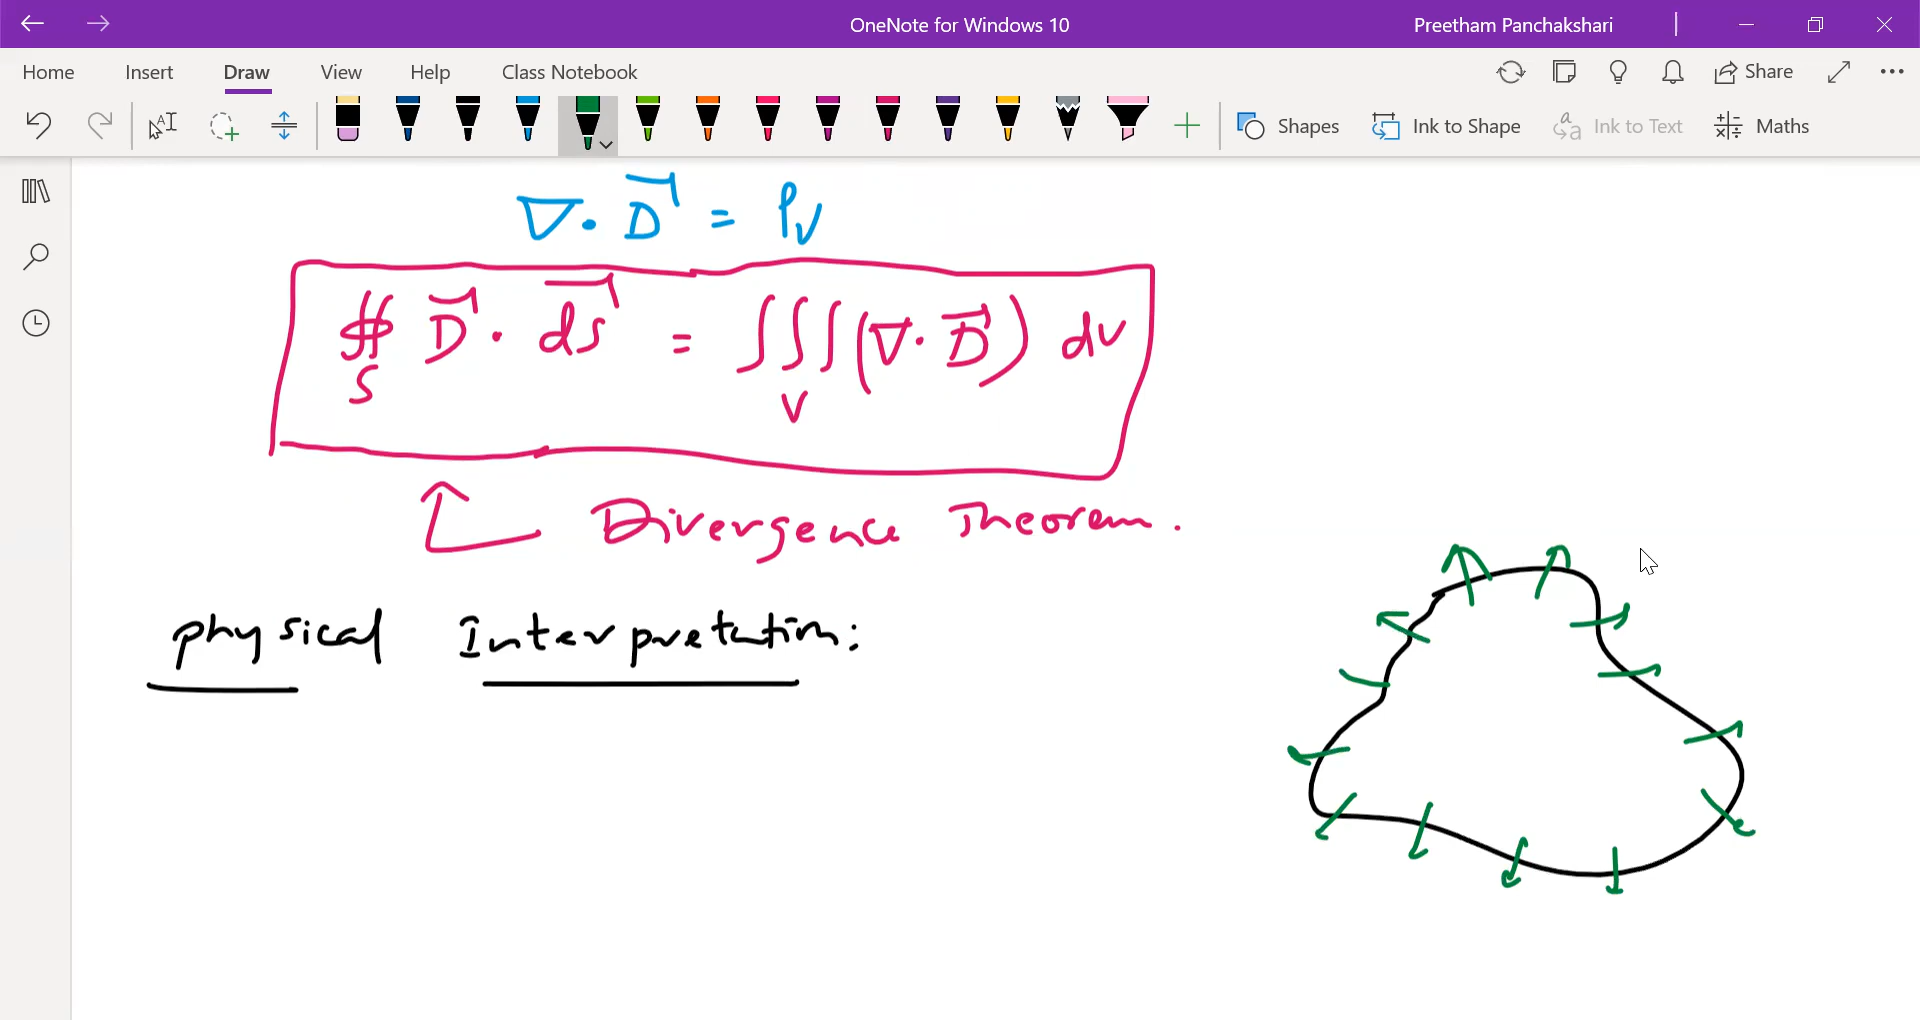 OneNote for Windows 10
Preetham Panchakshari
Home Insert Draw View Help Class Notebook
Share
Shapes Ink to Shape Ink to Text Maths
∇ · D⃗ = ρv
∯S D⃗ · ds⃗ = ∫∫∫V (∇ · D⃗) dv
Divergence Theorem.
physical Interpretation: